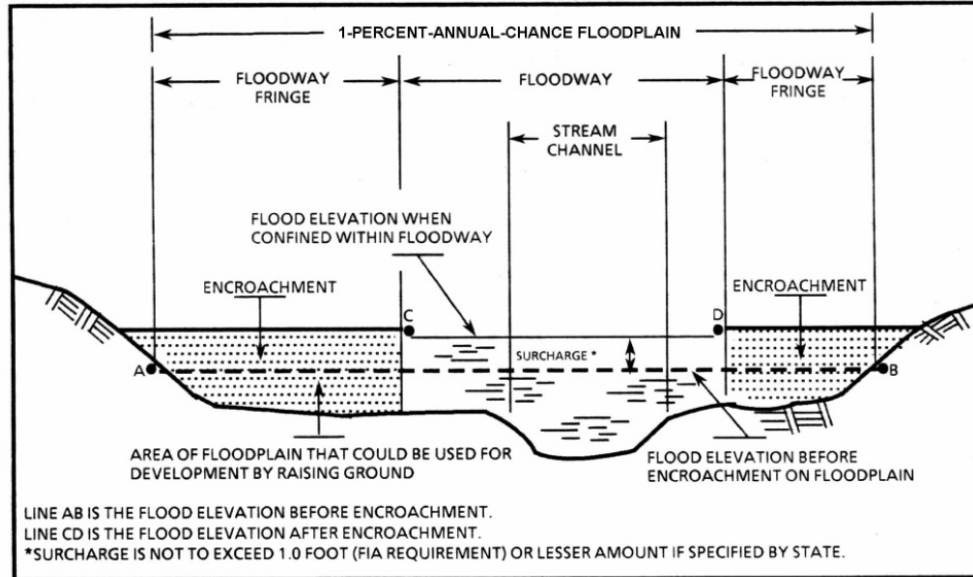 1-PERCENT-ANNUAL-CHANCE FLOODPLAIN
FLOODWAY
FRINGE
FLOODWAY
FLOODWAY
FRINGE
STREAM
CHANNEL
FLOOD ELEVATION WHEN
CONFINED WITHIN FLOODWAY
ENCROACHMENT
C
D
ENCROACHMENT
SURCHARGE *
A
B
AREA OF FLOODPLAIN THAT COULD BE USED FOR
DEVELOPMENT BY RAISING GROUND
FLOOD ELEVATION BEFORE
ENCROACHMENT ON FLOODPLAIN
LINE AB IS THE FLOOD ELEVATION BEFORE ENCROACHMENT.
LINE CD IS THE FLOOD ELEVATION AFTER ENCROACHMENT.
*SURCHARGE IS NOT TO EXCEED 1.0 FOOT (FIA REQUIREMENT) OR LESSER AMOUNT IF SPECIFIED BY STATE.